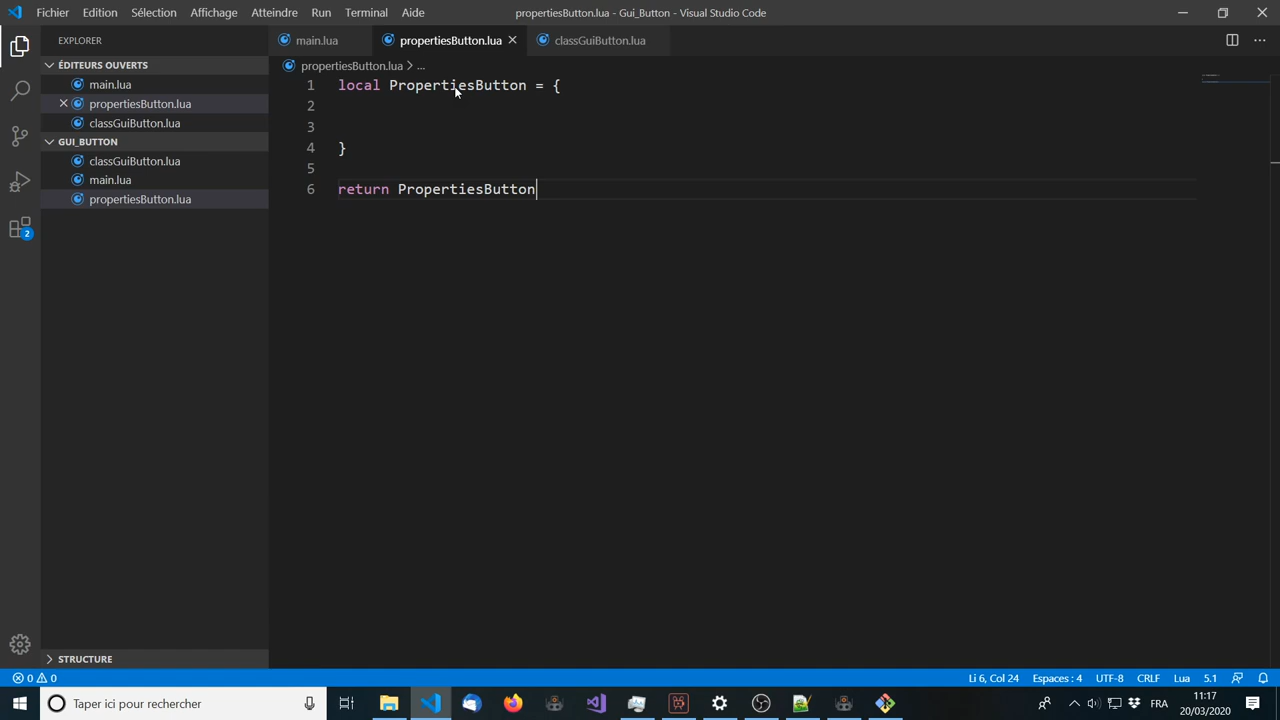 Fichier Edition Sélection Affichage Atteindre Run Terminal Aide propertiesButton.lua - Gui_Button - Visual Studio Code
EXPLORER
main.lua propertiesButton.lua classGuiButton.lua
ÉDITEURS OUVERTS
main.lua
propertiesButton.lua
classGuiButton.lua
GUI_BUTTON
classGuiButton.lua
main.lua
propertiesButton.lua
propertiesButton.lua > ...
1 local PropertiesButton = {
2
3
4 }
5
6 return PropertiesButton
2
STRUCTURE
0 0 Li 6, Col 24 Espaces : 4 UTF-8 CRLF Lua 5.1
Taper ici pour rechercher
FRA
11:17
20/03/2020